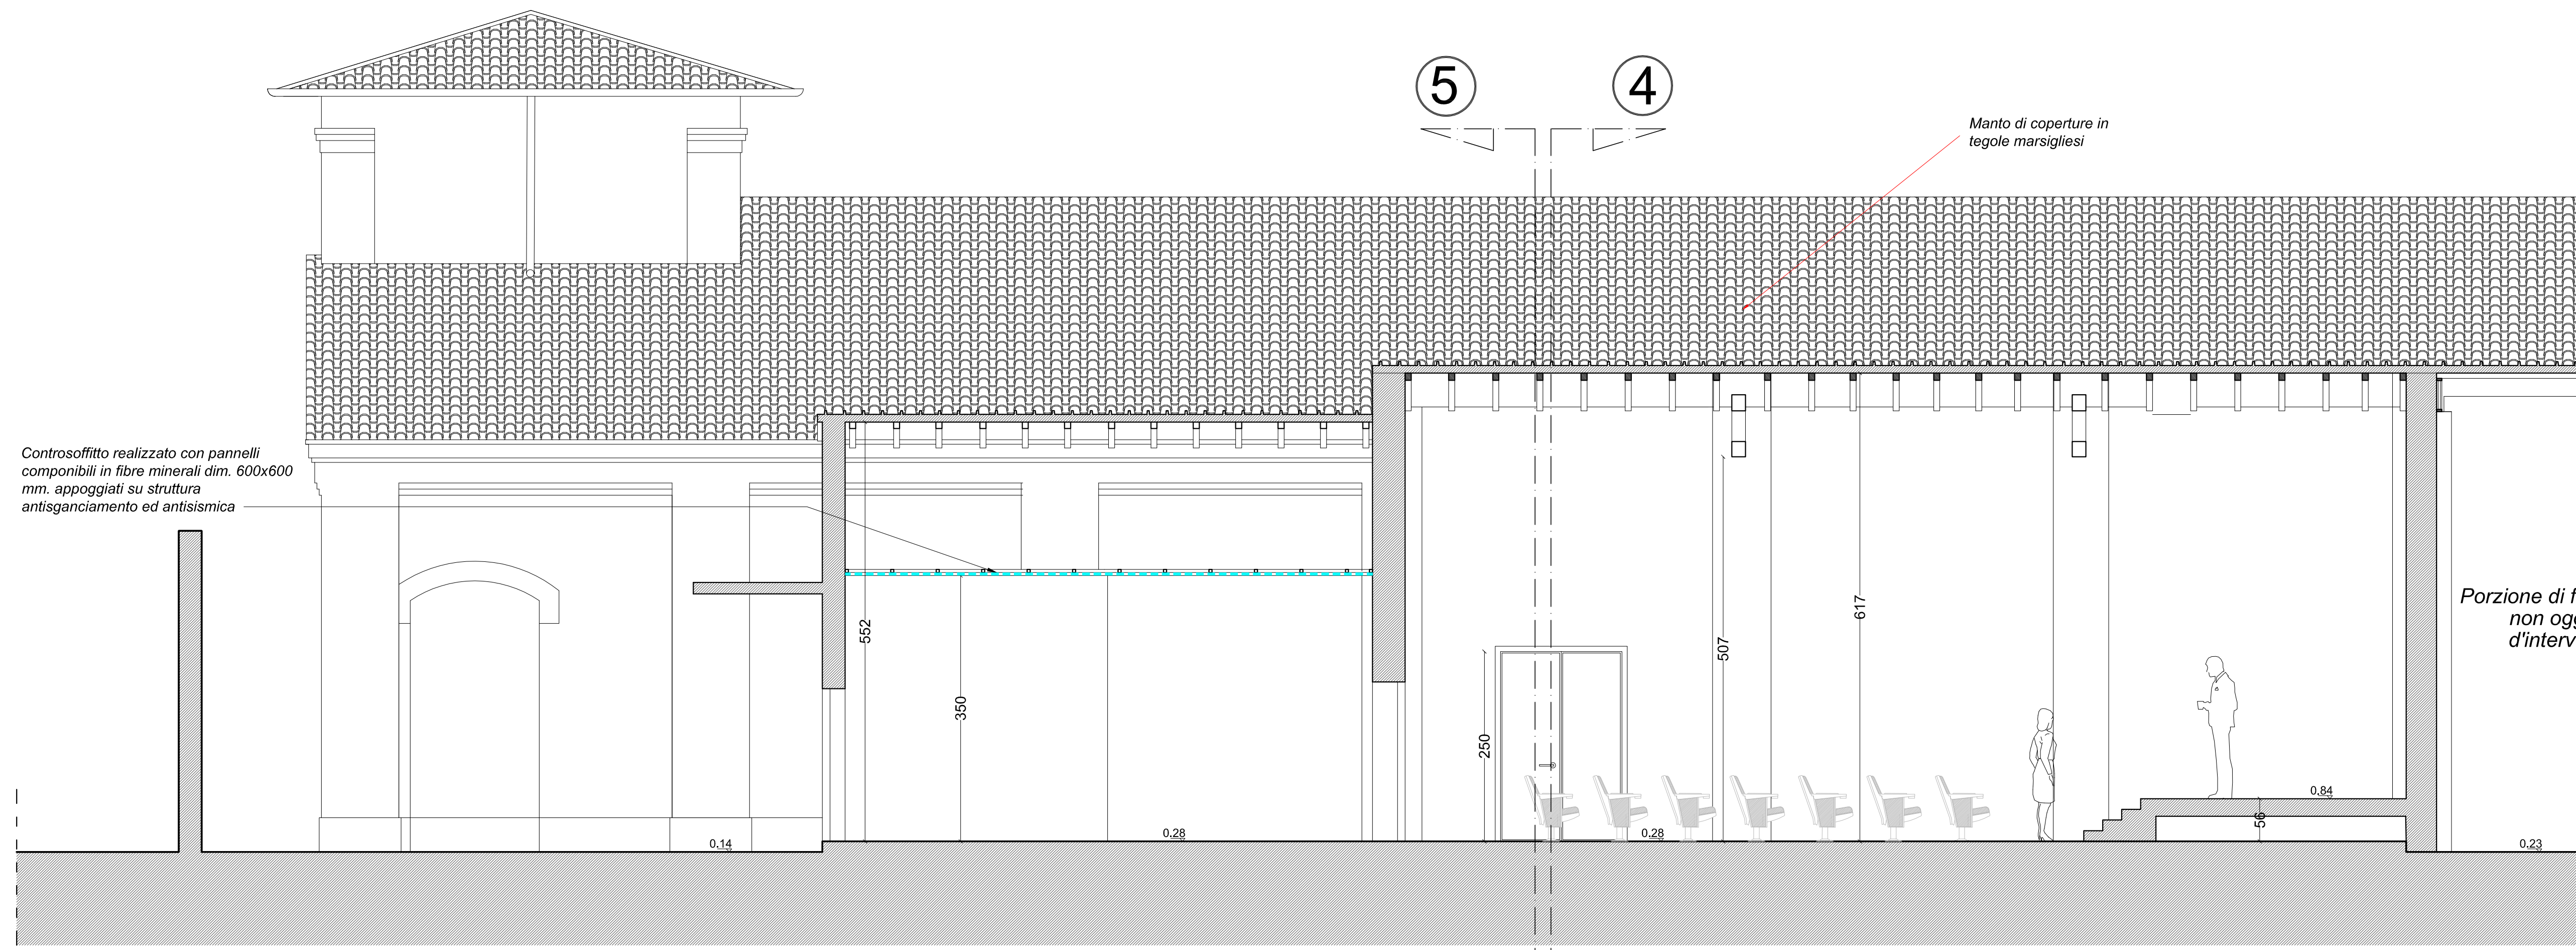 5
4
Manto di coperture in
tegole marsigliesi
Controsoffitto realizzato con pannelli
componibili in fibre minerali dim. 600x600
mm. appoggiati su struttura
antisganciamento ed antisismica
552
350
250
507
617
56
0.14
0.28
0.28
0.84
0.23
Porzione di
non